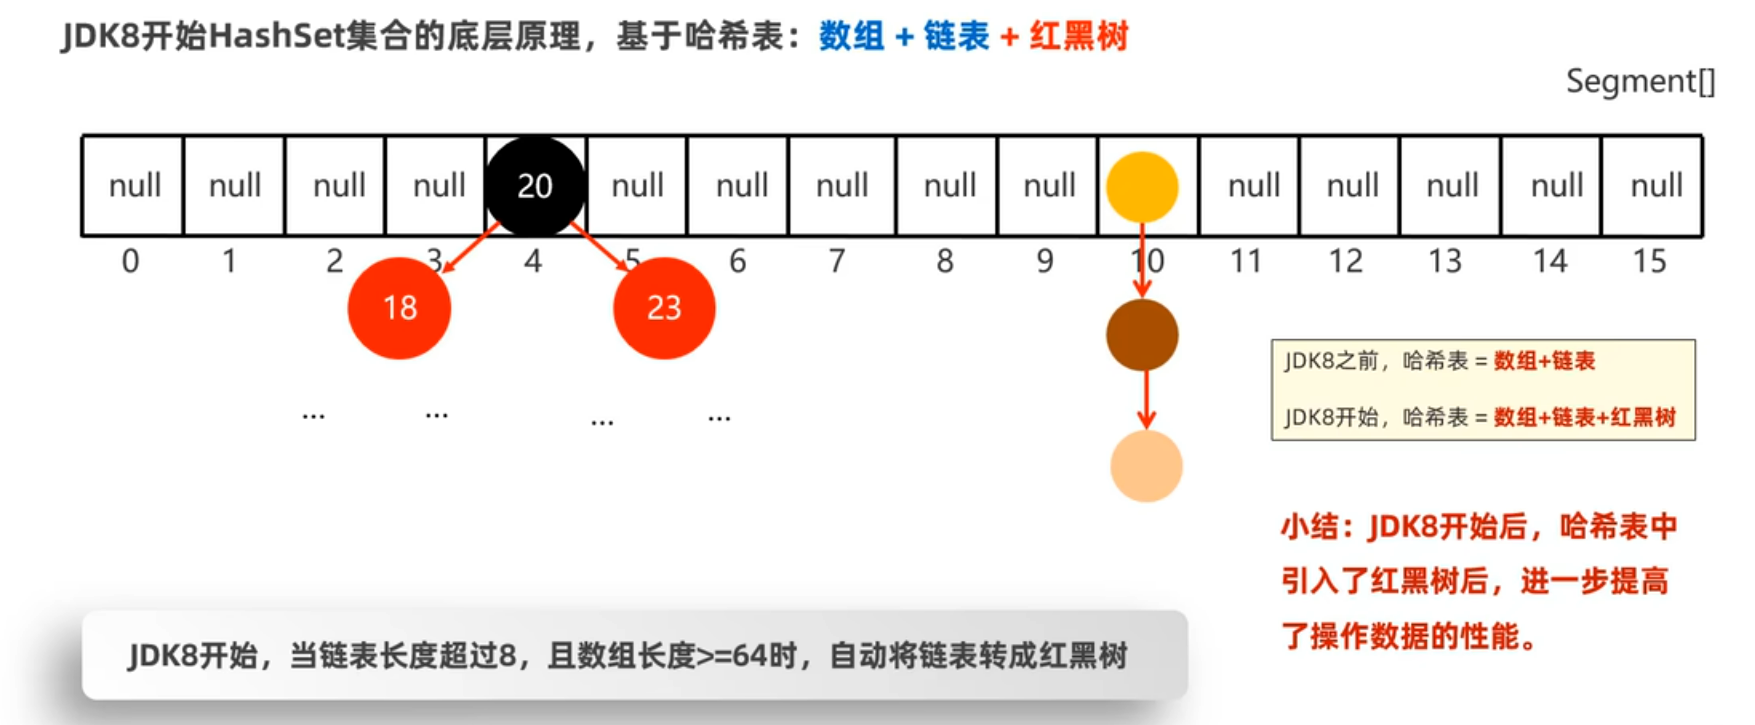 JDK8开始HashSet集合的底层原理，基于哈希表：数组 + 链表 + 红黑树
Segment[]
null null null null 20 null null null null null null null null null null
0 1 2 3 4 5 6 7 8 9 10 11 12 13 14 15
18 23
JDK8之前，哈希表 = 数组+链表
JDK8开始，哈希表 = 数组+链表+红黑树
... ... ... ...
小结：JDK8开始后，哈希表中
引入了红黑树后，进一步提高
了操作数据的性能。
JDK8开始，当链表长度超过8，且数组长度>=64时，自动将链表转成红黑树